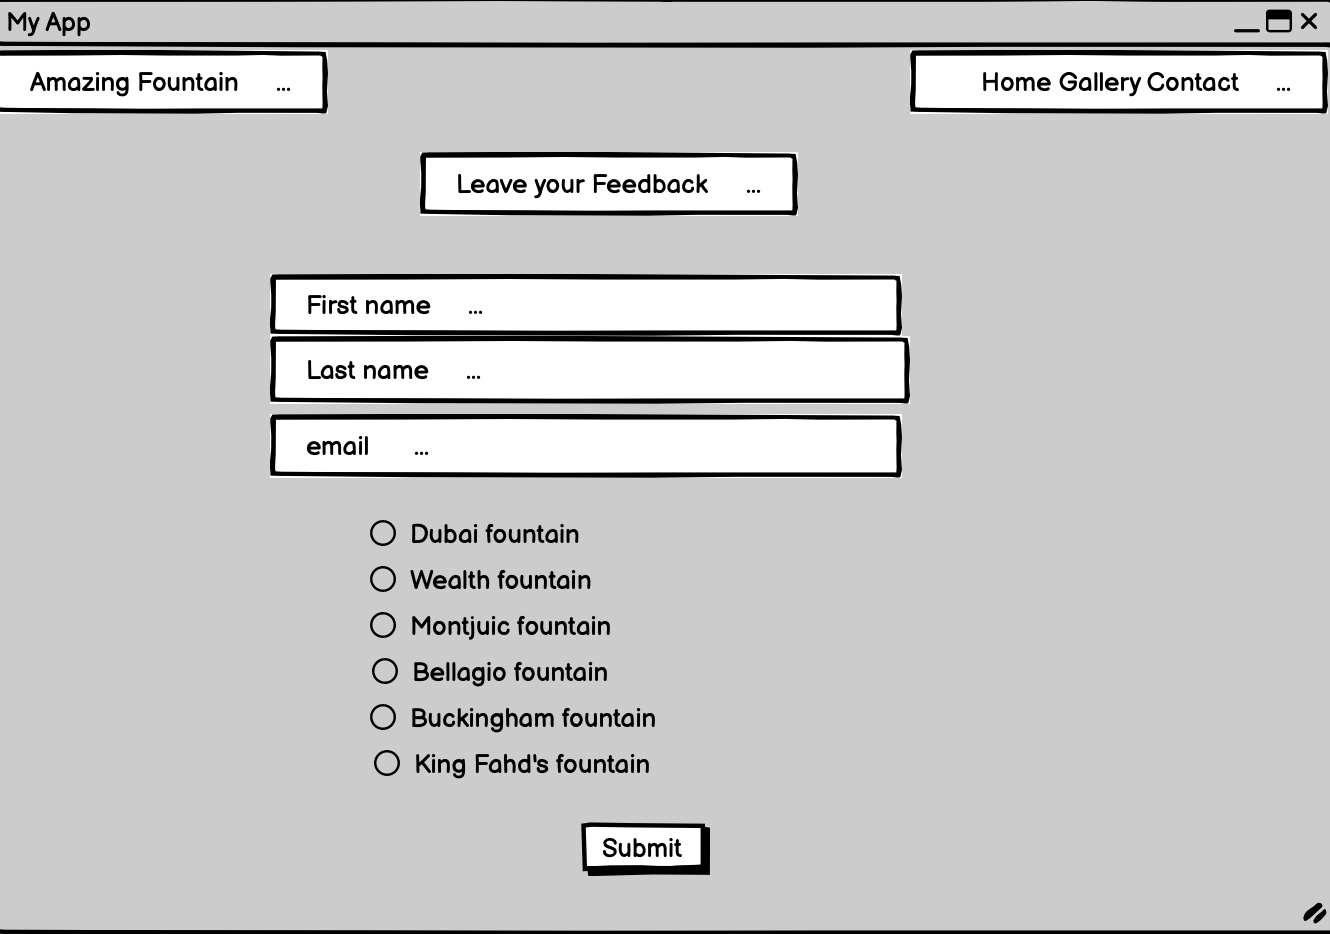 My App
Amazing Fountain ...
Home Gallery Contact ...
Leave your Feedback ...
First name ...
Last name ...
email ...
Dubai fountain
Wealth fountain
Montjuic fountain
Bellagio fountain
Buckingham fountain
King Fahd's fountain
Submit